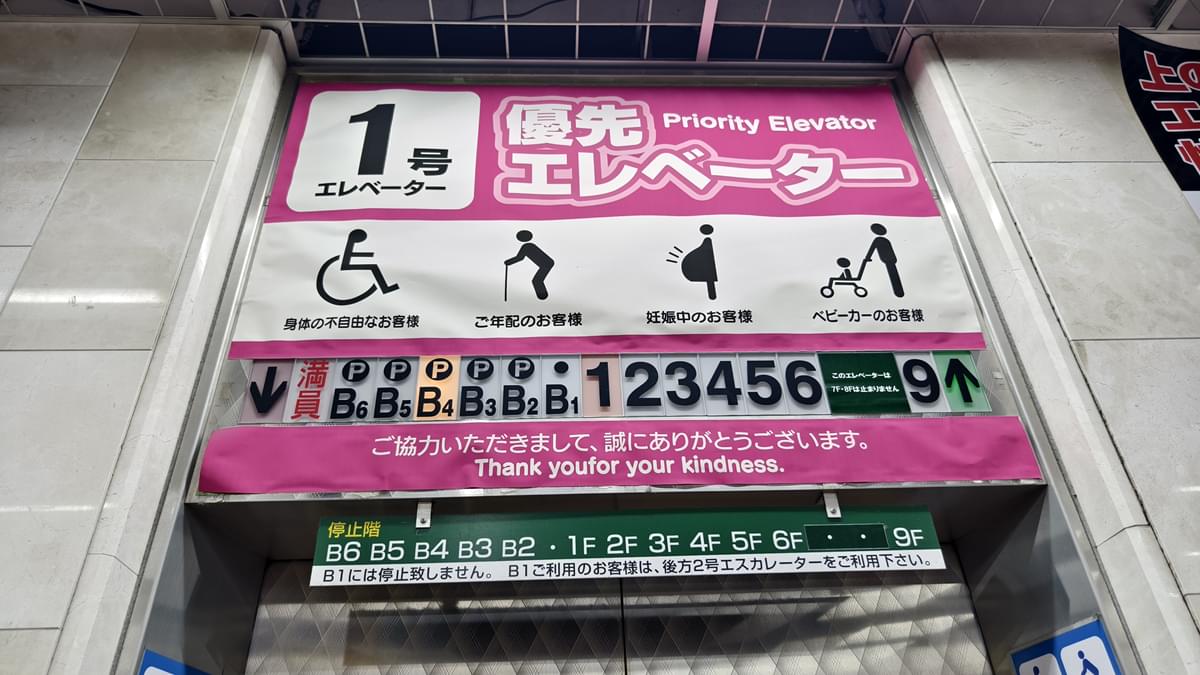 1号
エレベーター
優先 Priority Elevator
エレベーター
身体の不自由なお客様 ご年配のお客様 妊娠中のお客様 ベビーカーのお客様
↓ 満員 P B6 P B5 P B4 P B3 P B2 ・B1 1 2 3 4 5 6 このエレベーターは 7F・8Fは止まりません 9 ↑
ご協力いただきまして、誠にありがとうございます。
Thank youfor your kindness.
停止階
B6 B5 B4 B3 B2 ・ 1F 2F 3F 4F 5F 6F ・ ・ 9F
B1には停止致しません。 B1ご利用のお客様は、後方2号エスカレーターをご利用下さい。